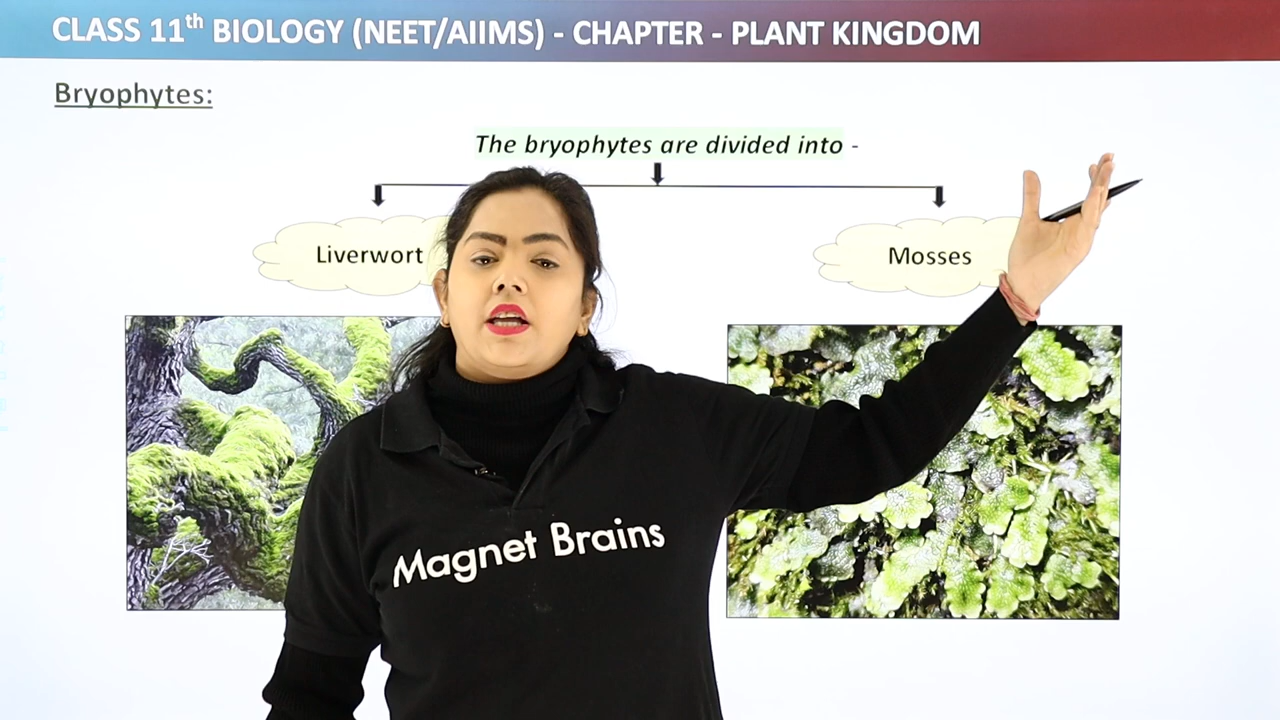 CLASS 11th BIOLOGY (NEET/AIIMS) - CHAPTER - PLANT KINGDOM
Bryophytes:
The bryophytes are divided into -
Liverwort
Mosses
Magnet Brains